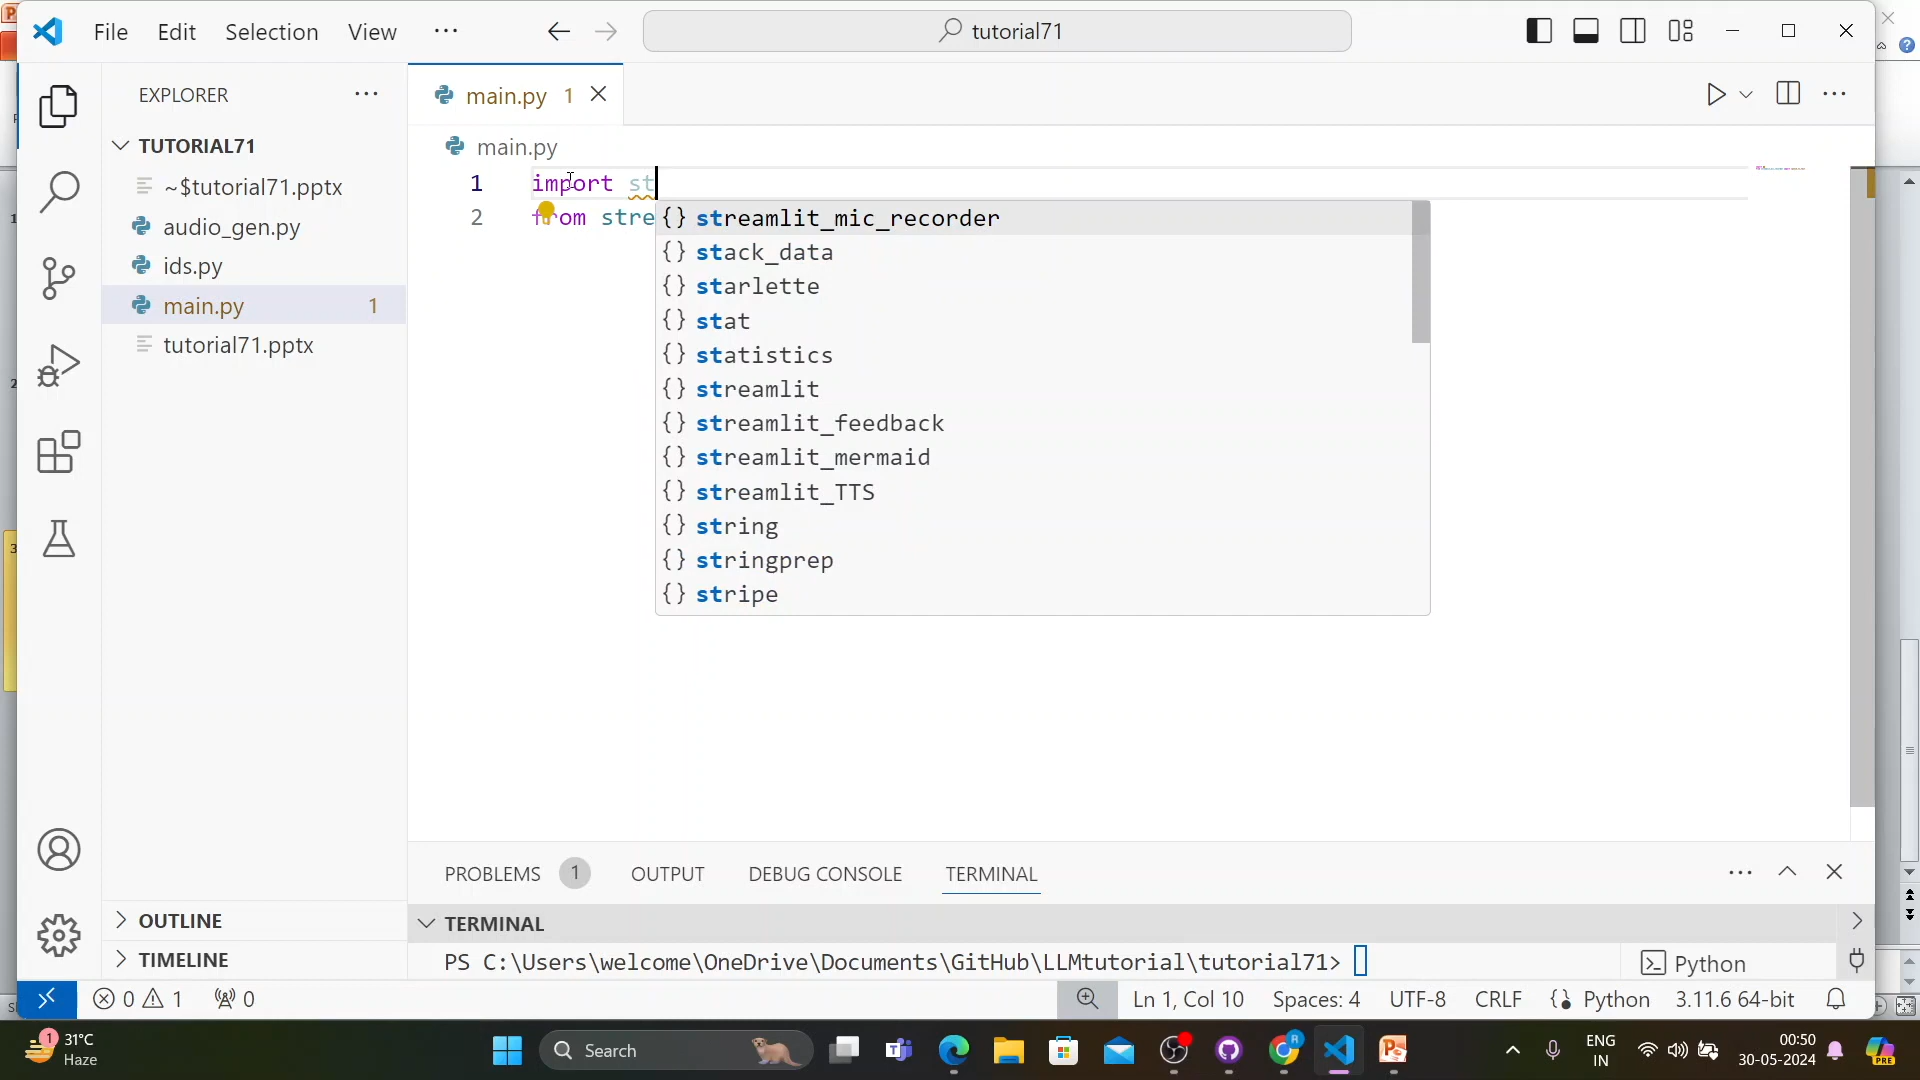 File Edit Selection View ... tutorial71
EXPLORER ...
main.py 1
TUTORIAL71
main.py
~$tutorial71.pptx
audio_gen.py
ids.py
main.py 1
tutorial71.pptx
1 import st
2 from stre
streamlit_mic_recorder
stack_data
starlette
stat
statistics
streamlit
streamlit_feedback
streamlit_mermaid
streamlit_TTS
string
stringprep
stripe
PROBLEMS 1 OUTPUT DEBUG CONSOLE TERMINAL
OUTLINE
TIMELINE
TERMINAL
PS C:\Users\welcome\OneDrive\Documents\GitHub\LLMtutorial\tutorial71>
Python
0 1 0 Ln 1, Col 10 Spaces: 4 UTF-8 CRLF {} Python 3.11.6 64-bit
1 31°C
Haze
Search
ENG
IN
00:50
30-05-2024